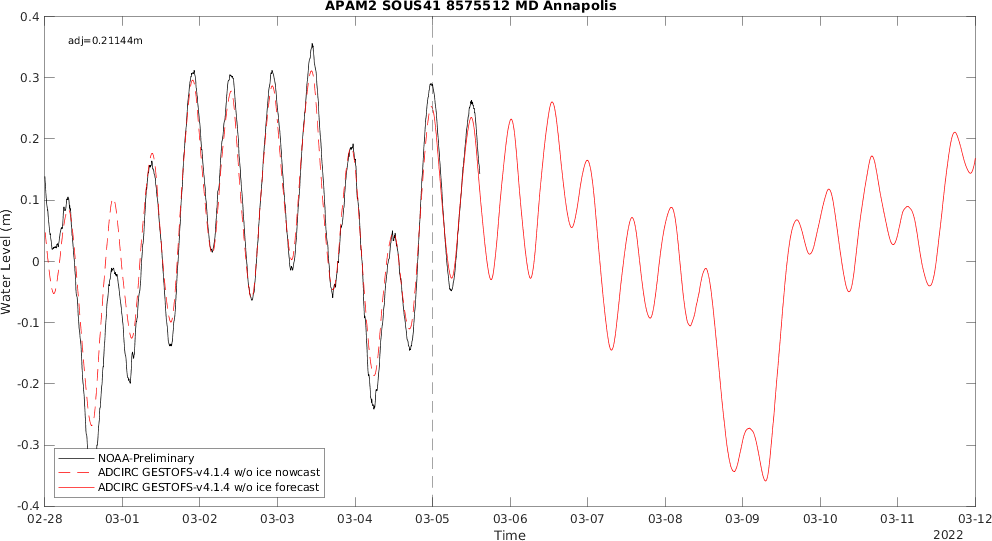 APAM2 SOUS41 8575512 MD Annapolis
adj=0.21144m
0.4
0.3
0.2
0.1
0
-0.1
-0.2
-0.3
-0.4
Water Level (m)
NOAA-Preliminary
ADCIRC GESTOFS-v4.1.4 w/o ice nowcast
ADCIRC GESTOFS-v4.1.4 w/o ice forecast
02-28 03-01 03-02 03-03 03-04 03-05 03-06 03-07 03-08 03-09 03-10 03-11 03-12
Time
2022